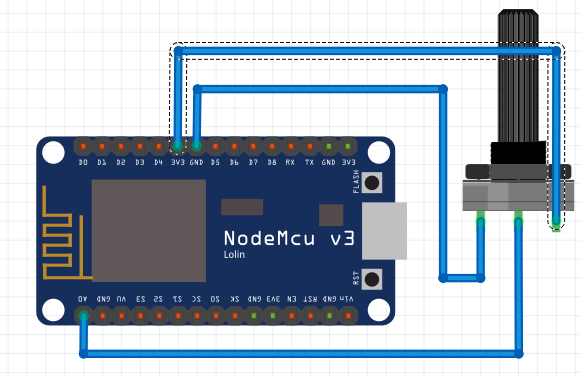 D0 D1 D2 D3 D4 3V3 GND D5 D6 D7 D8 RX TX GND 3V3
FLASH
NodeMcu v3
Lolin
RST
A0 GND VU S3 S2 S1 SC SO SK GND 3V3 EN RST GND Vin